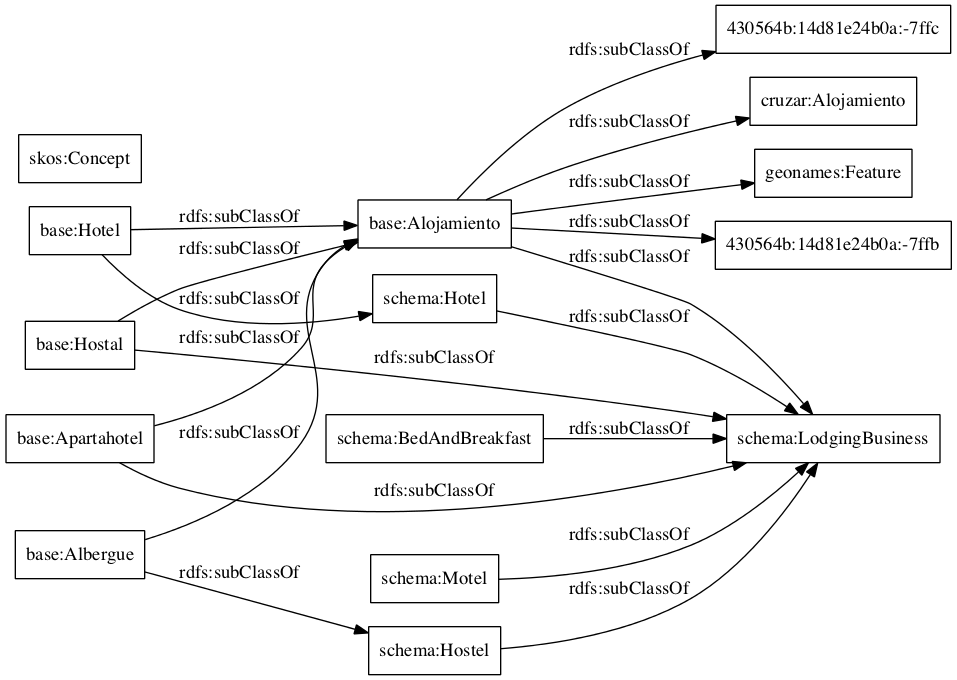 430564b:14d81e24b0a:-7ffc
rdfs:subClassOf
cruzar:Alojamiento
rdfs:subClassOf
skos:Concept
geonames:Feature
rdfs:subClassOf
base:Hotel
rdfs:subClassOf
base:Alojamiento
rdfs:subClassOf
430564b:14d81e24b0a:-7ffb
rdfs:subClassOf
rdfs:subClassOf
rdfs:subClassOf
schema:Hotel
rdfs:subClassOf
base:Hostal
rdfs:subClassOf
rdfs:subClassOf
base:Apartahotel
rdfs:subClassOf
schema:BedAndBreakfast
rdfs:subClassOf
schema:LodgingBusiness
rdfs:subClassOf
rdfs:subClassOf
base:Albergue
rdfs:subClassOf
schema:Motel
rdfs:subClassOf
schema:Hostel